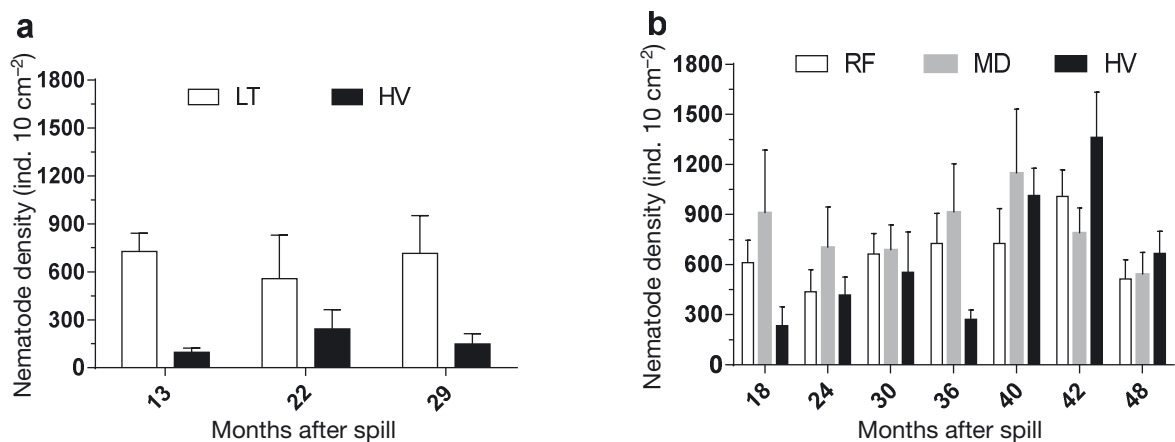 a
Nematode density (ind. 10 cm⁻²)
1800
1500
1200
900
600
300
0
LT
HV
13
22
29
Months after spill
b
Nematode density (ind. 10 cm⁻²)
1800
1500
1200
900
600
300
0
RF
MD
HV
18
24
30
36
40
42
48
Months after spill